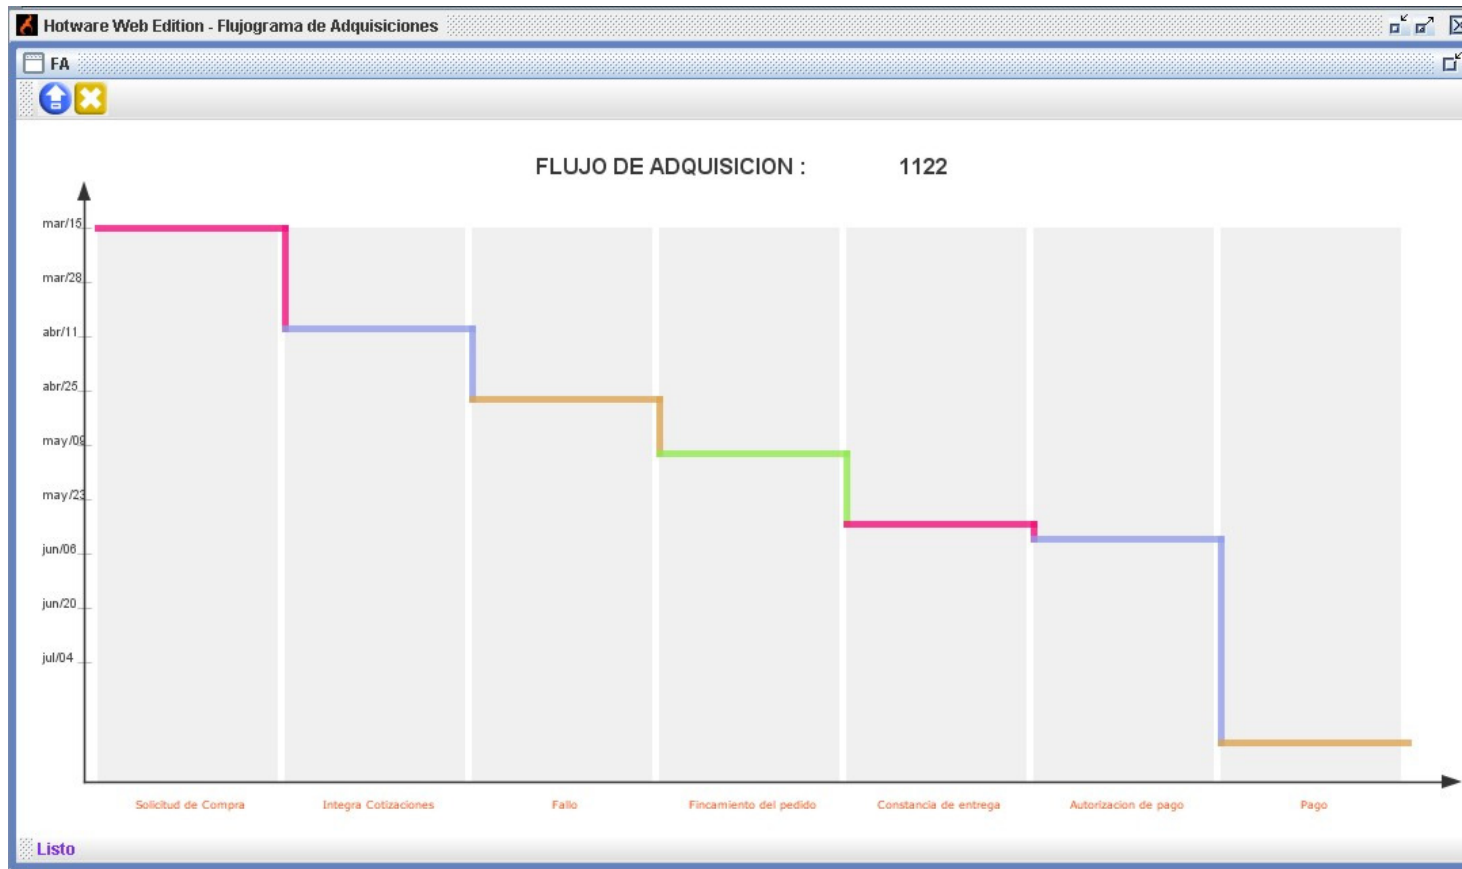 Hotware Web Edition - Flujograma de Adquisiciones
FA
FLUJO DE ADQUISICION : 1122
mar/15
mar/28
abr/11
abr/25
may/09
may/23
jun/06
jun/20
jul/04
Solicitud de Compra Integra Cotizaciones Fallo Fincamiento del pedido Constancia de entrega Autorizacion de pago Pago
Listo